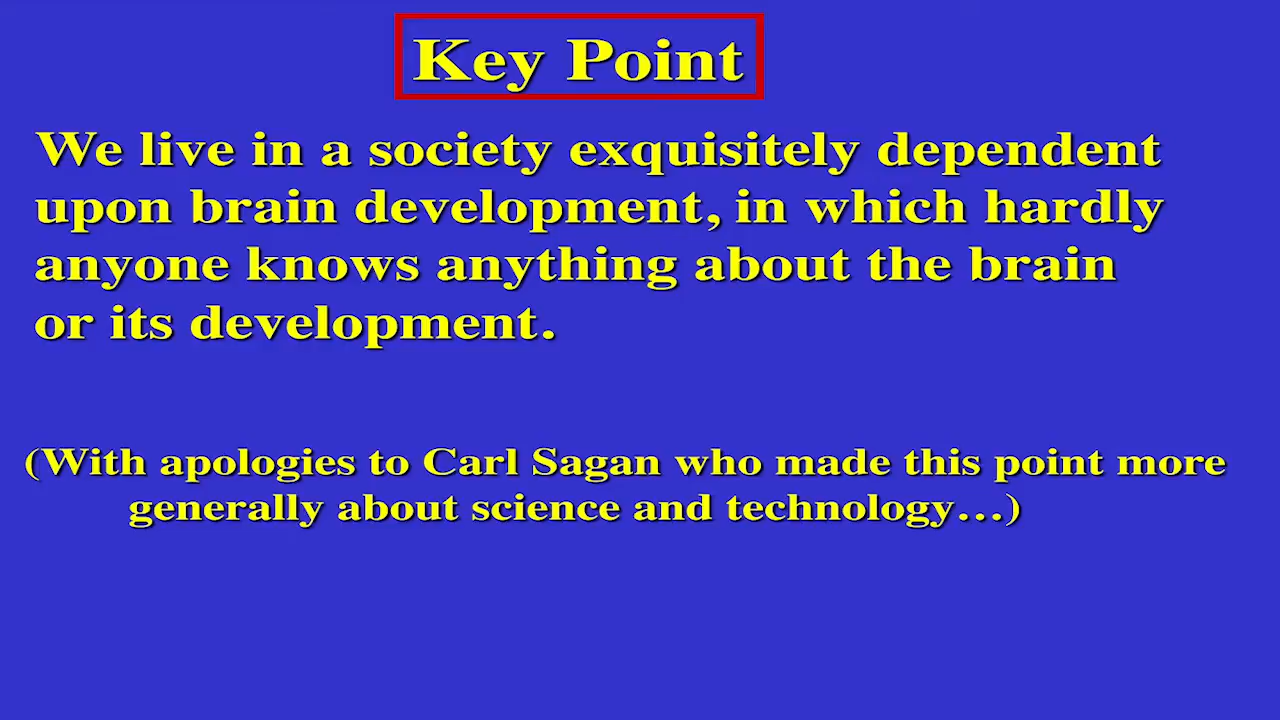 Key Point
We live in a society exquisitely dependent
upon brain development, in which hardly
anyone knows anything about the brain
or its development.
(With apologies to Carl Sagan who made this point more
generally about science and technology…)